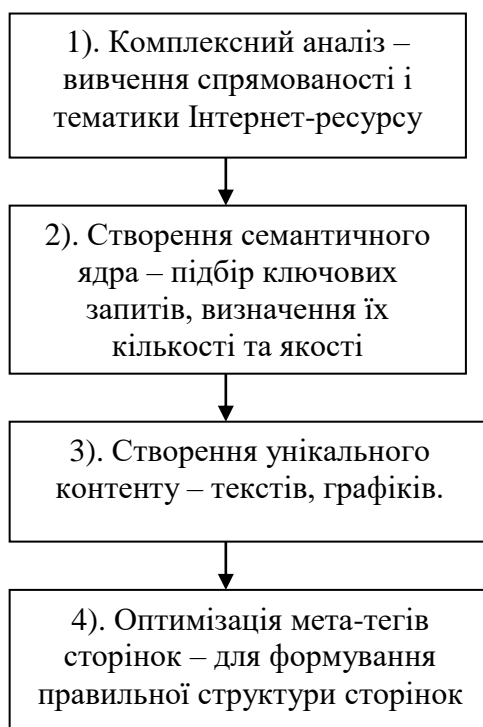 1). Комплексний аналіз –
вивчення спрямованості і
тематики Інтернет-ресурсу
2). Створення семантичного
ядра – підбір ключових
запитів, визначення їх
кількості та якості
3). Створення унікального
контенту – текстів, графіків.
4). Оптимізація мета-тегів
сторінок – для формування
правильної структури сторінок